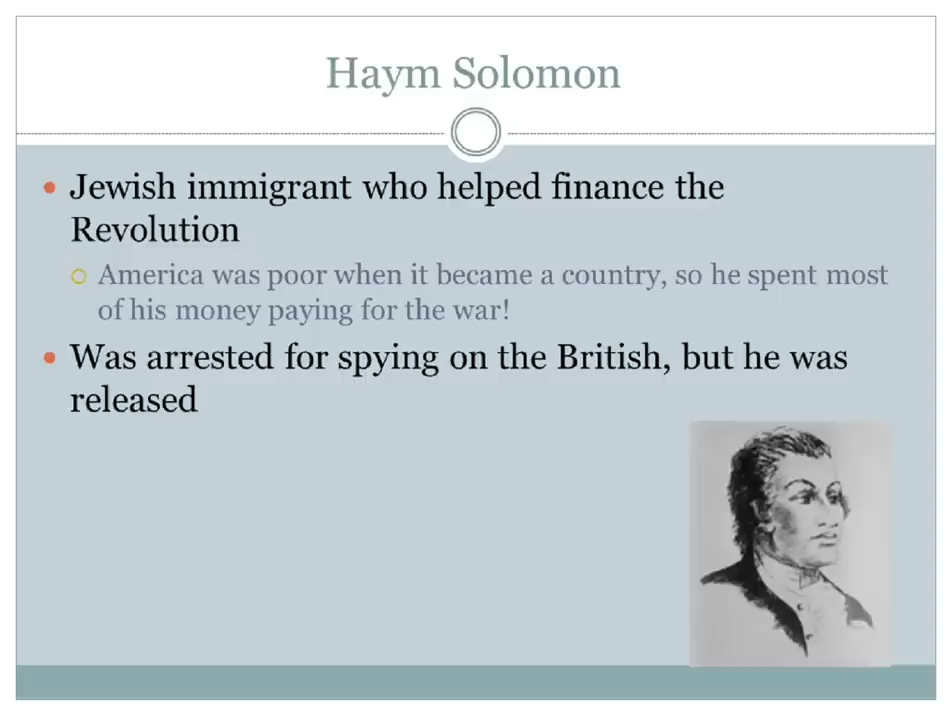 Haym Solomon
Jewish immigrant who helped finance the
Revolution
America was poor when it became a country, so he spent most
of his money paying for the war!
Was arrested for spying on the British, but he was
released